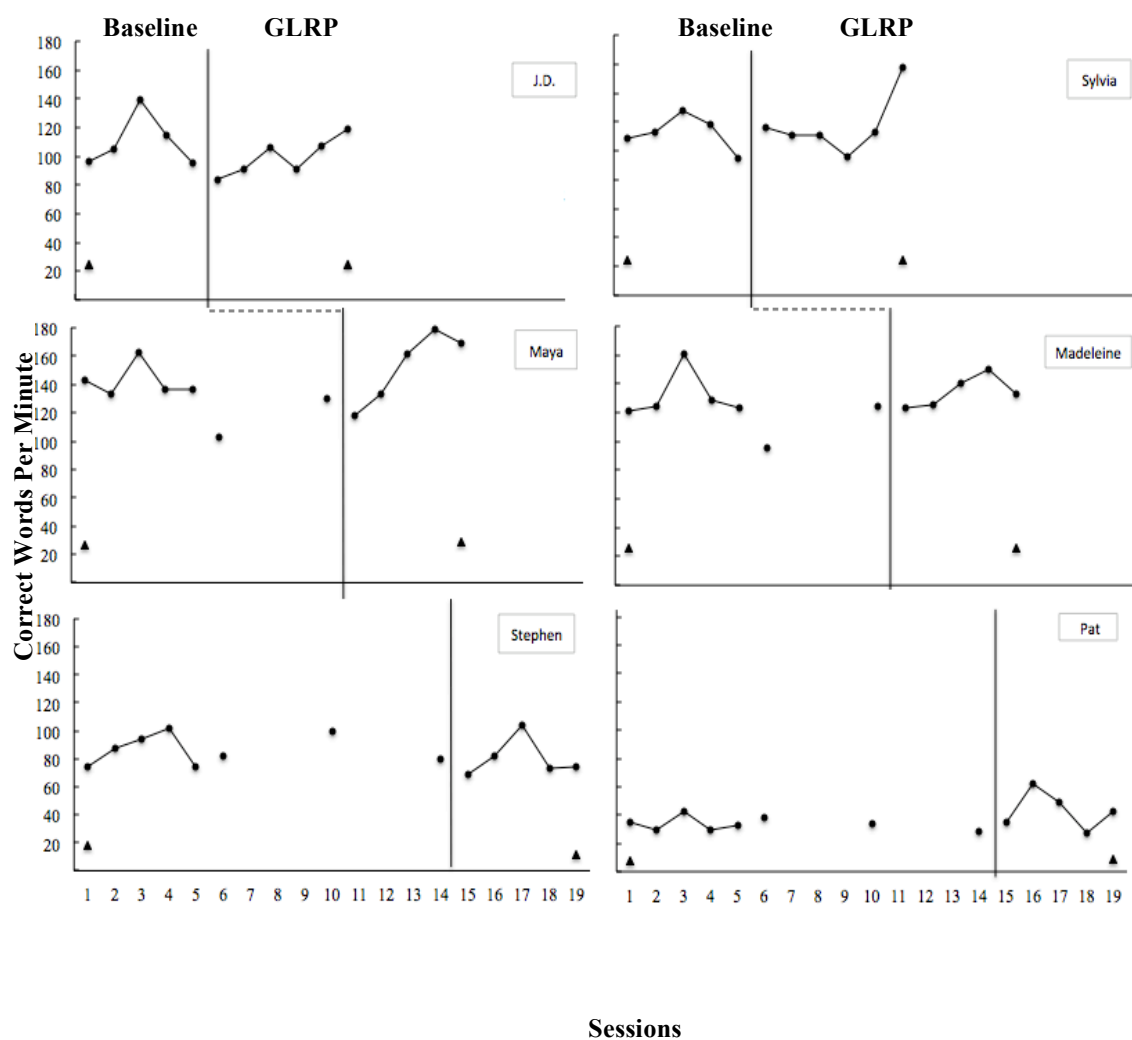 Baseline GLRP Baseline GLRP
180
160
140
120
100
80
60
40
20
J.D.
Sylvia
Correct Words Per Minute
180
160
140
120
100
80
60
40
20
Maya
Madeleine
180
160
140
120
100
80
60
40
20
Stephen
Pat
1 2 3 4 5 6 7 8 9 10 11 12 13 14 15 16 17 18 19
1 2 3 4 5 6 7 8 9 10 11 12 13 14 15 16 17 18 19
Sessions